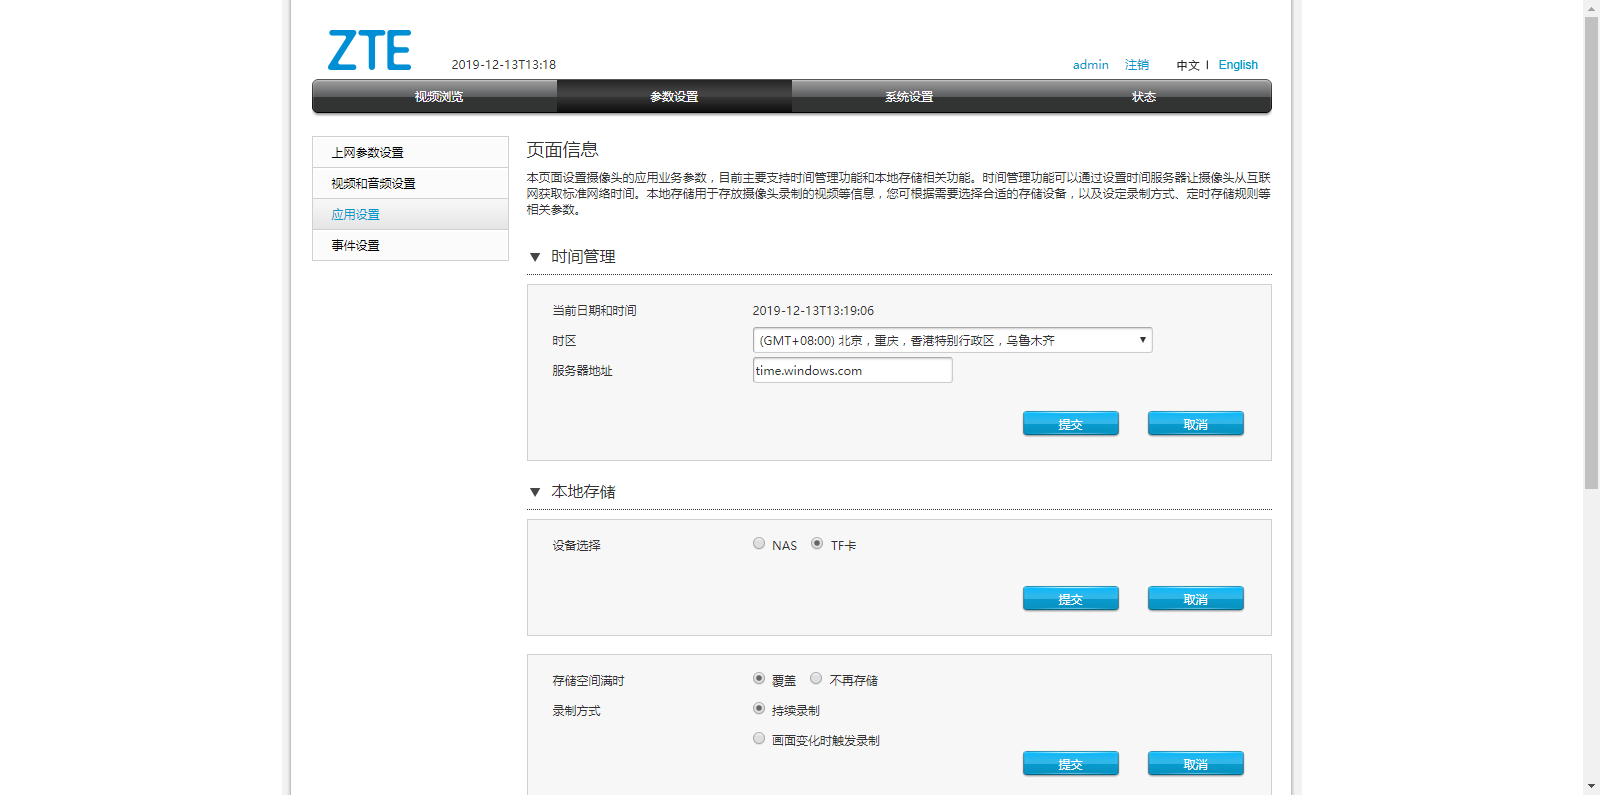 ZTE
2019-12-13T13:18
admin 注销 中文 | English
视频浏览 参数设置 系统设置 状态
上网参数设置
视频和音频设置
应用设置
事件设置
页面信息
本页面设置摄像头的应用业务参数，目前主要支持时间管理功能和本地存储相关功能。时间管理功能可以通过设置时间服务器让摄像头从互联
网获取标准网络时间。本地存储用于存放摄像头录制的视频等信息，您可根据需要选择合适的存储设备，以及设定录制方式、定时存储规则等
相关参数。
▼ 时间管理
当前日期和时间 2019-12-13T13:19:06
时区 (GMT+08:00) 北京，重庆，香港特别行政区，乌鲁木齐
服务器地址 time.windows.com
提交 取消
▼ 本地存储
设备选择 NAS TF卡
提交 取消
存储空间满时 覆盖 不再存储
录制方式 持续录制
画面变化时触发录制
提交 取消